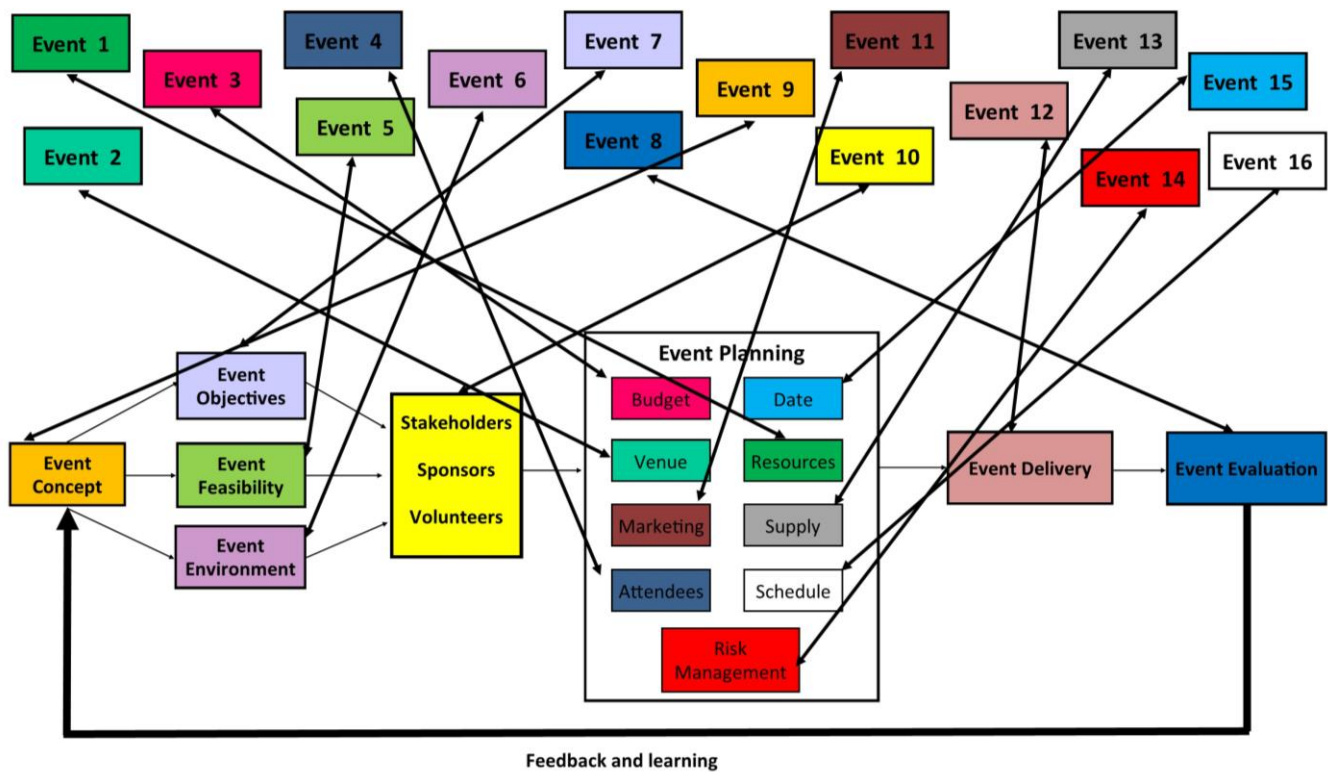 Event 1
Event 4
Event 7
Event 11
Event 13
Event 3
Event 6
Event 9
Event 15
Event 12
Event 5
Event 8
Event 2
Event 10
Event 14
Event 16
Event Planning
Event
Objectives
Budget
Date
Stakeholders
Sponsors
Volunteers
Event
Concept
Event
Feasibility
Venue
Resources
Event Delivery
Event Evaluation
Marketing
Supply
Event
Environment
Attendees
Schedule
Risk
Management
Feedback and learning